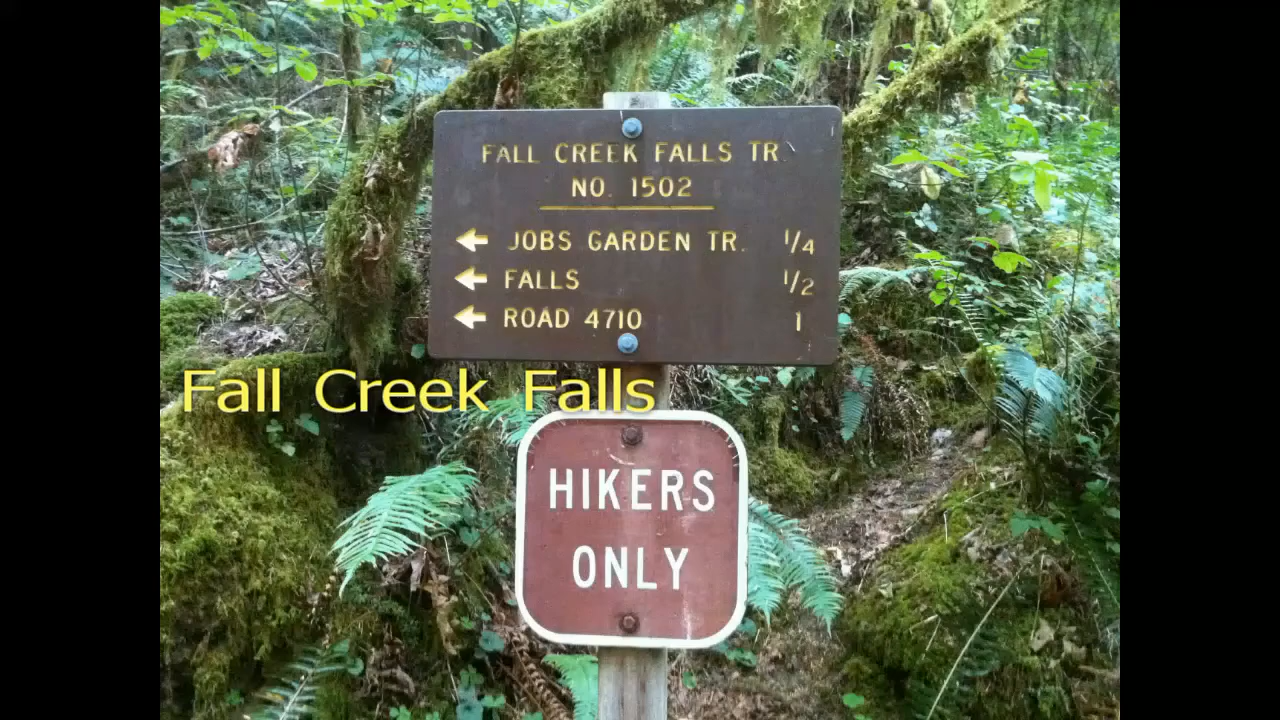 FALL CREEK FALLS TR.
NO. 1502
← JOBS GARDEN TR. 1/4
← FALLS 1/2
← ROAD 4710 1
Fall Creek Falls
HIKERS
ONLY